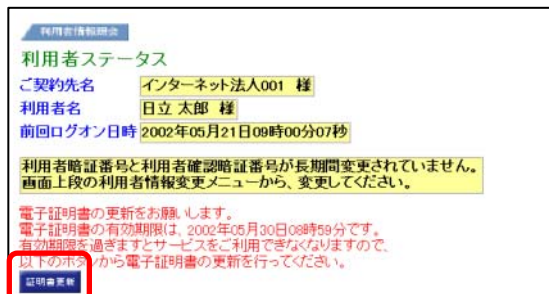 利用者情報照会
利用者ステータス
ご契約先名 インターネット法人001 様
利用者名 日立 太郎 様
前回ログオン日時 2002年05月21日09時00分07秒
利用者暗証番号と利用者確認暗証番号が長期間変更されていません。
画面上段の利用者情報変更メニューから、変更してください。
電子証明書の更新をお願いします。
電子証明書の有効期限は、2002年05月30日08時59分です。
有効期限を過ぎますとサービスをご利用できなくなりますので、
以下のボタンから電子証明書の更新を行ってください。
証明書更新